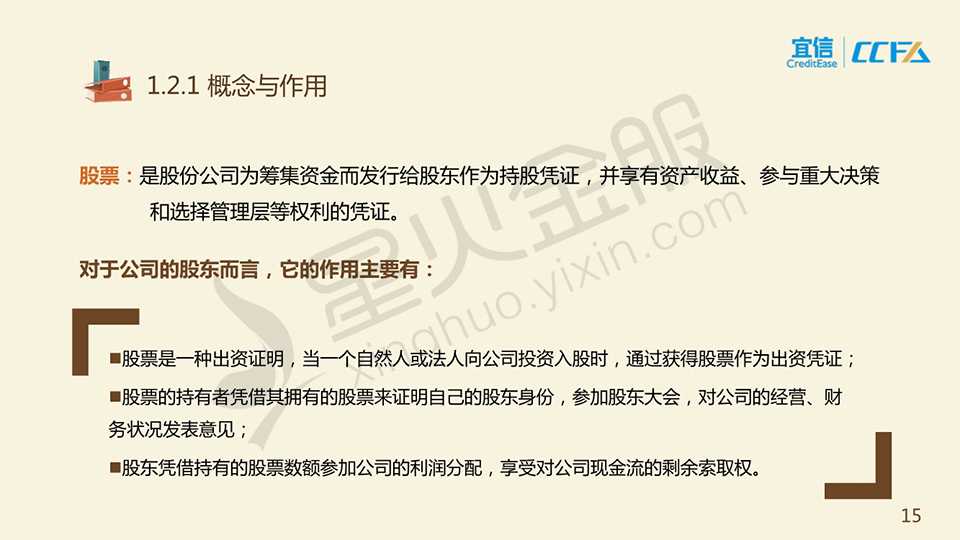 宜信
CreditEase
CCFA
1.2.1 概念与作用
股票：是股份公司为筹集资金而发行给股东作为持股凭证，并享有资产收益、参与重大决策
和选择管理层等权利的凭证。
对于公司的股东而言，它的作用主要有：
■股票是一种出资证明，当一个自然人或法人向公司投资入股时，通过获得股票作为出资凭证；
■股票的持有者凭借其拥有的股票来证明自己的股东身份，参加股东大会，对公司的经营、财
务状况发表意见；
■股东凭借持有的股票数额参加公司的利润分配，享受对公司现金流的剩余索取权。
星火金服
xinghuo.yixin.com
15